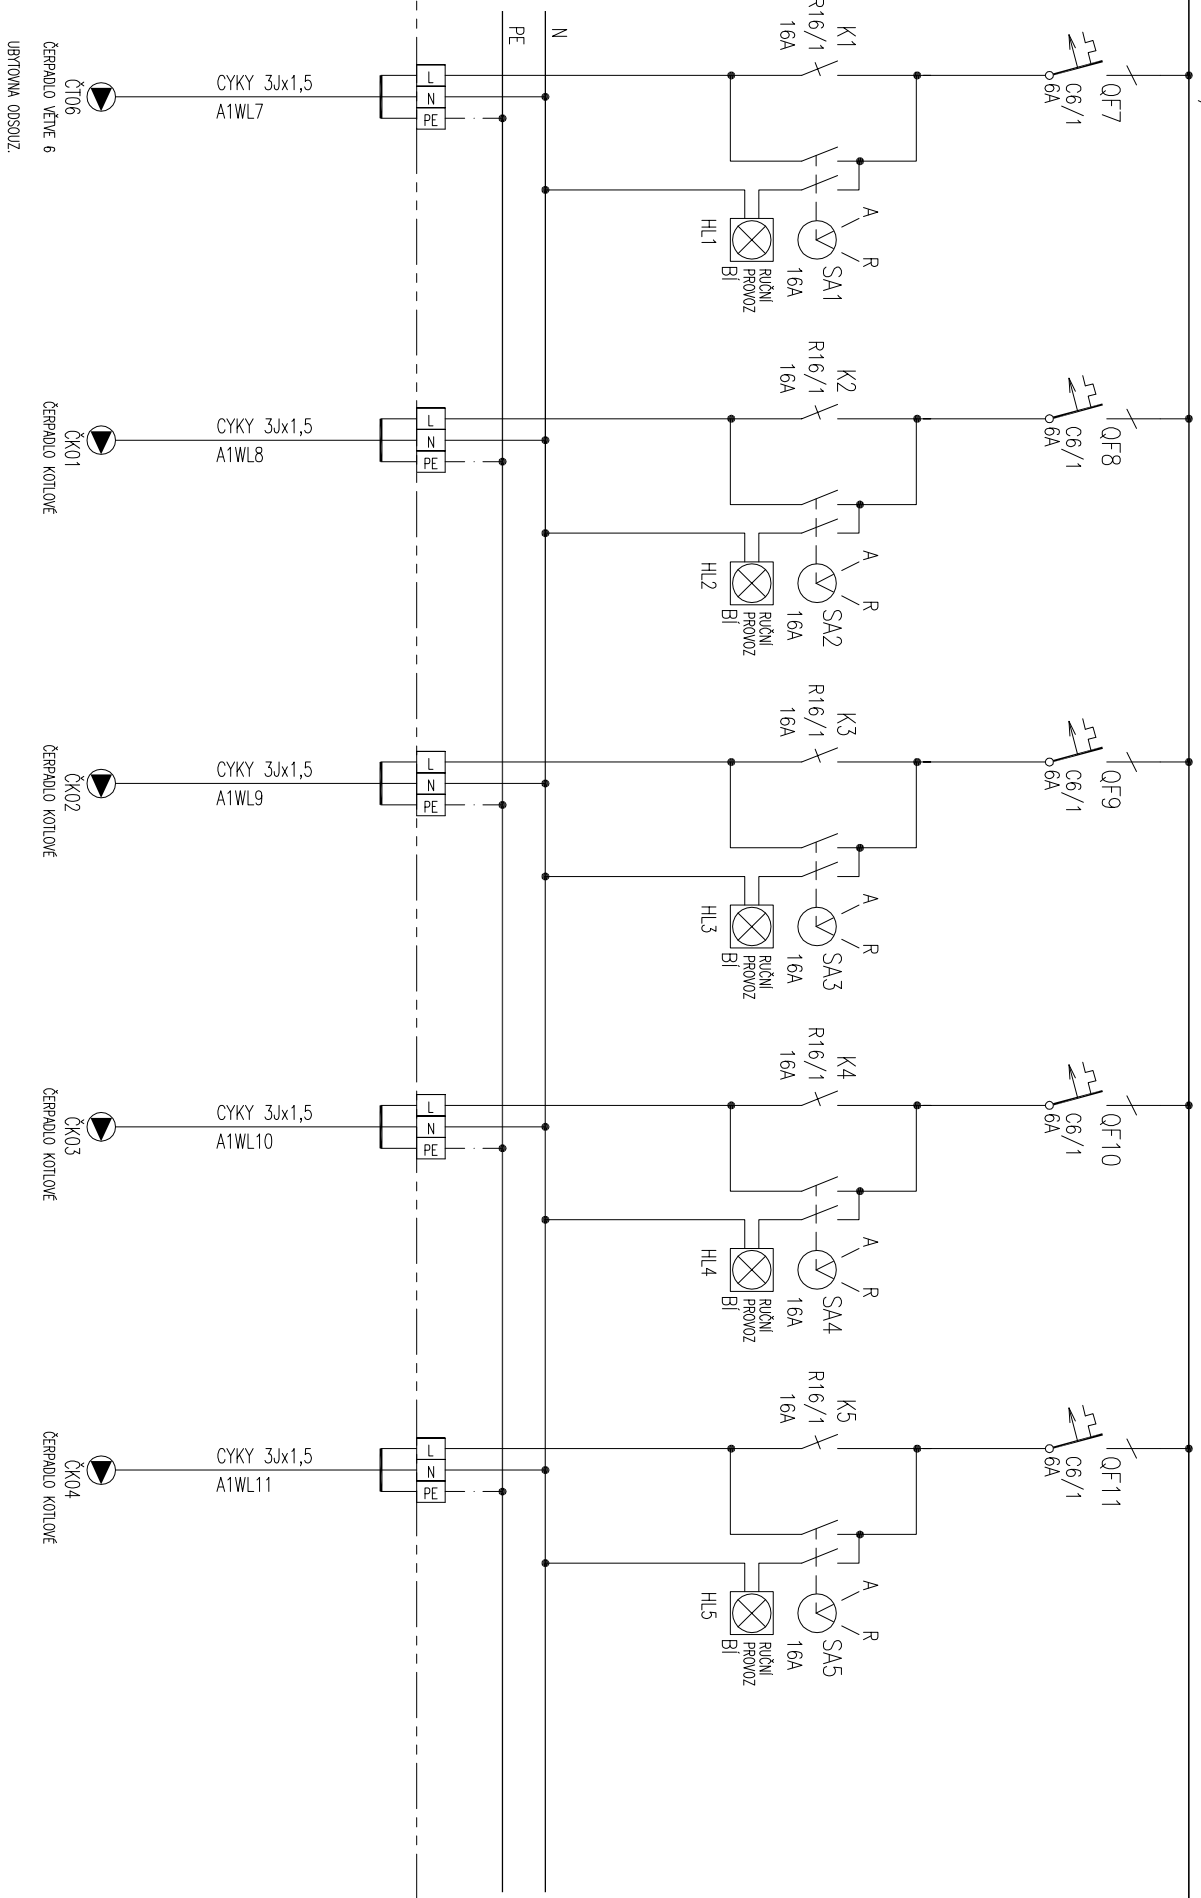 QF7
C6/1
6A
K1
R16/1
16A
A
R
SA1
16A
HL1
RUČNÍ
PROVOZ
BÍ
N
PE
L
N
PE
CYKY 3Jx1,5
A1WL7
ČT06
ČERPADLO VĚTVE 6
UBYTOVNA ODSOUZ.
QF8
C6/1
6A
K2
R16/1
16A
A
R
SA2
16A
HL2
RUČNÍ
PROVOZ
BÍ
L
N
PE
CYKY 3Jx1,5
A1WL8
ČK01
ČERPADLO KOTLOVÉ
QF9
C6/1
6A
K3
R16/1
16A
A
R
SA3
16A
HL3
RUČNÍ
PROVOZ
BÍ
L
N
PE
CYKY 3Jx1,5
A1WL9
ČK02
ČERPADLO KOTLOVÉ
QF10
C6/1
6A
K4
R16/1
16A
A
R
SA4
16A
HL4
RUČNÍ
PROVOZ
BÍ
L
N
PE
CYKY 3Jx1,5
A1WL10
ČK03
ČERPADLO KOTLOVÉ
QF11
C6/1
6A
K5
R16/1
16A
A
R
SA5
16A
HL5
RUČNÍ
PROVOZ
BÍ
L
N
PE
CYKY 3Jx1,5
A1WL11
ČK04
ČERPADLO KOTLOVÉ